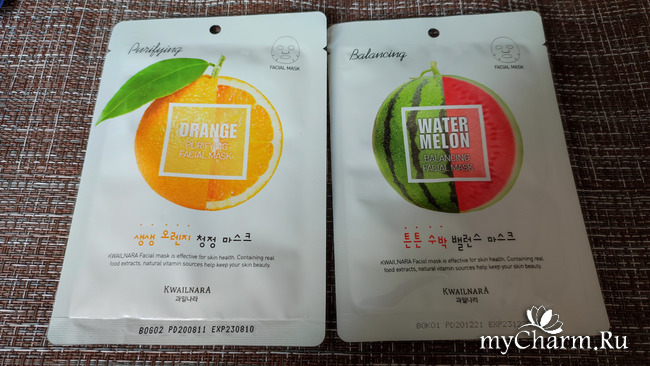 Purifying
FACIAL MASK
ORANGE
PURIFYING
FACIAL MASK
생생 오렌지 청정 마스크
KWAILNARA Facial mask is effective for skin health. Containing real
food extracts, natural vitamin sources help keep your skin beauty.
KWAILNARA
과일나라
BOG02 PD200811 EXP230810
Balancing
FACIAL MASK
WATER
MELON
BALANCING
FACIAL MASK
튼튼 수박 밸런스 마스크
KWAILNARA Facial mask is effective for skin health. Containing real
food extracts, natural vitamin sources help keep your skin beauty.
KWAILNARA
과일나라
BOK01 PD201221
myCharm.Ru